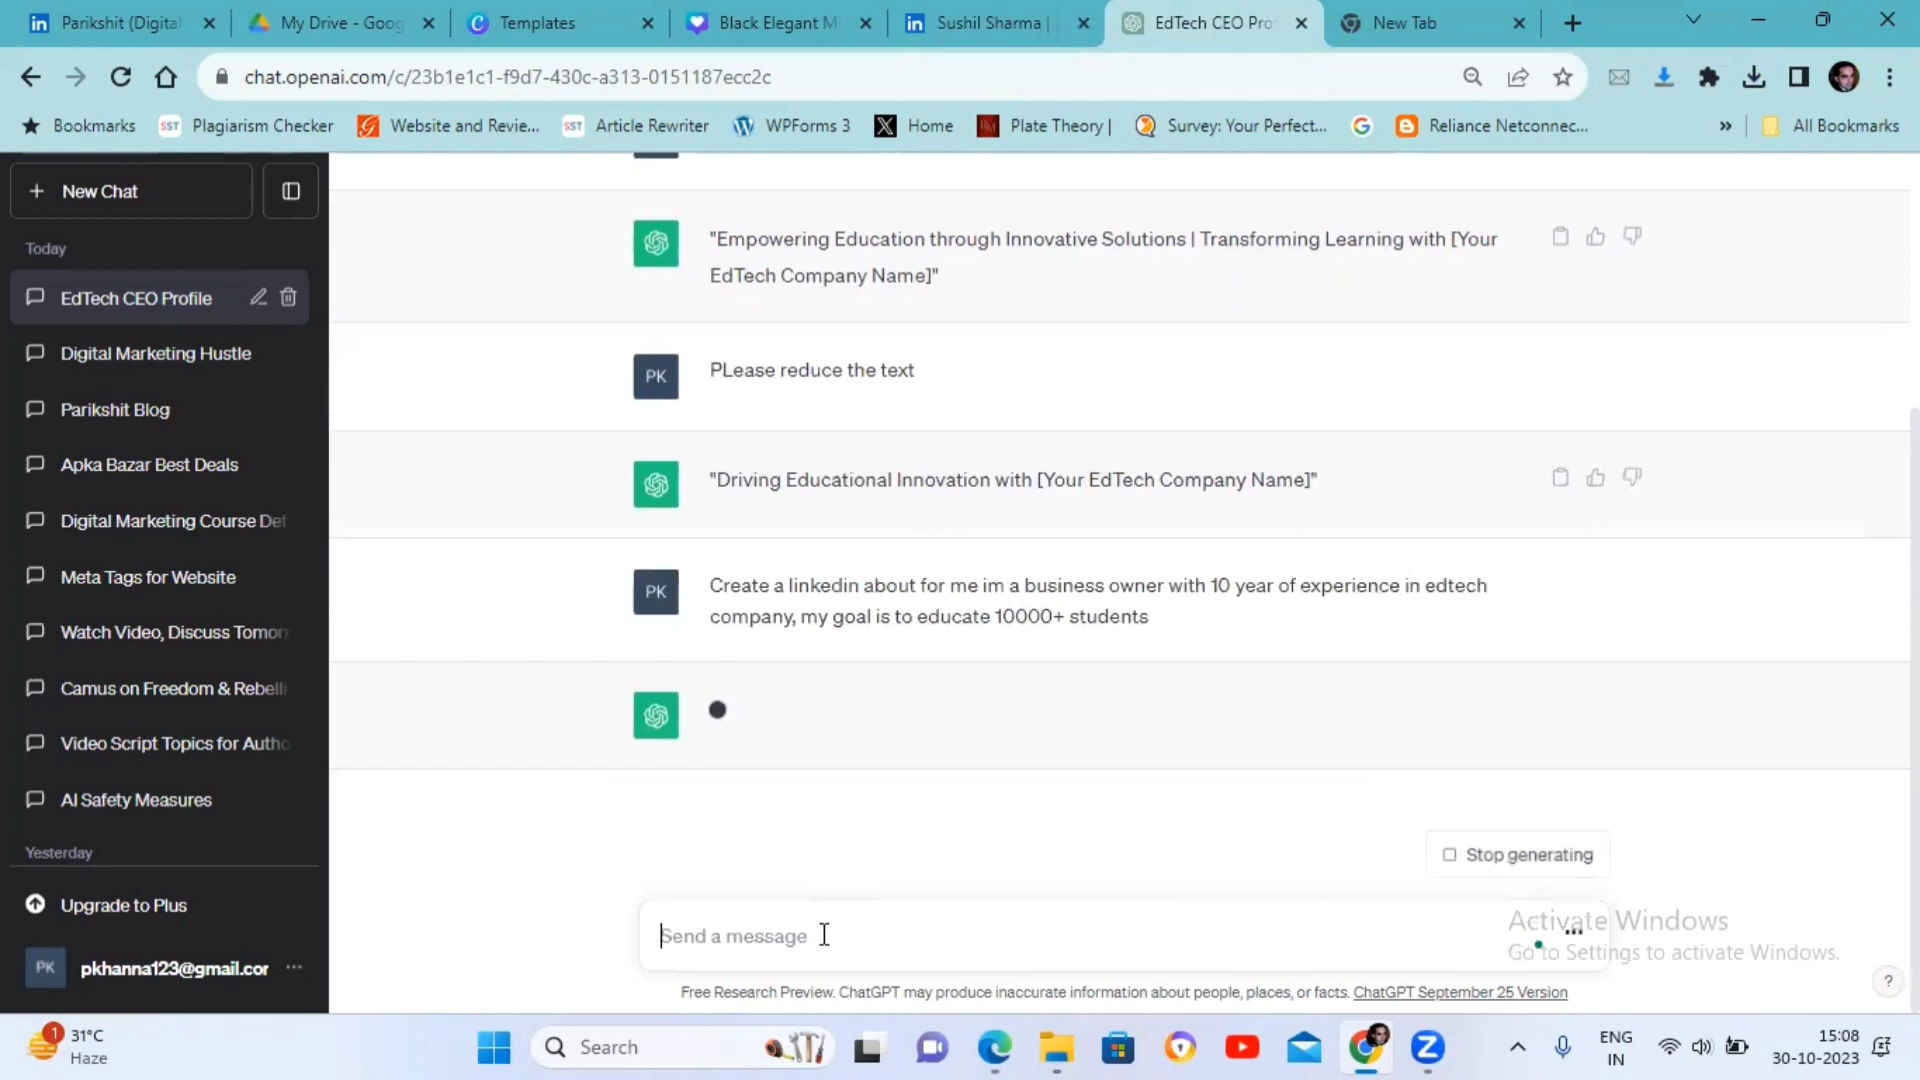 Parikshit (Digital
My Drive - Goog
Templates
Black Elegant M
Sushil Sharma |
EdTech CEO Pro
New Tab
chat.openai.com/c/23b1e1c1-f9d7-430c-a313-0151187ecc2c
Bookmarks
SST Plagiarism Checker
Website and Revie...
SST Article Rewriter
WPForms 3
Home
Plate Theory |
Survey: Your Perfect...
Reliance Netconnec...
» All Bookmarks
+ New Chat
Today
EdTech CEO Profile
Digital Marketing Hustle
Parikshit Blog
Apka Bazar Best Deals
Digital Marketing Course Det
Meta Tags for Website
Watch Video, Discuss Tomorr
Camus on Freedom & Rebelli
Video Script Topics for Autho
AI Safety Measures
Yesterday
Upgrade to Plus
PK pkhanna123@gmail.cor ...
"Empowering Education through Innovative Solutions | Transforming Learning with [Your
EdTech Company Name]"
PK PLease reduce the text
"Driving Educational Innovation with [Your EdTech Company Name]"
PK Create a linkedin about for me im a business owner with 10 year of experience in edtech
company, my goal is to educate 10000+ students
Stop generating
Send a message
Activate Windows
Go to Settings to activate Windows.
Free Research Preview. ChatGPT may produce inaccurate information about people, places, or facts. ChatGPT September 25 Version
?
1 31°C
Haze
Search
ENG
IN
15:08
30-10-2023